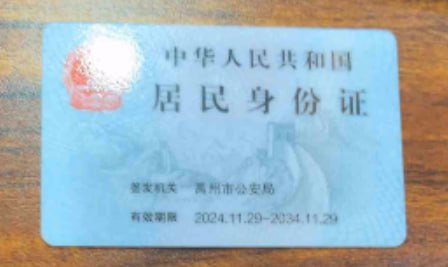 中华人民共和国
居民身份证
签发机关 禹州市公安局
有效期限 2024.11.29-2034.11.29